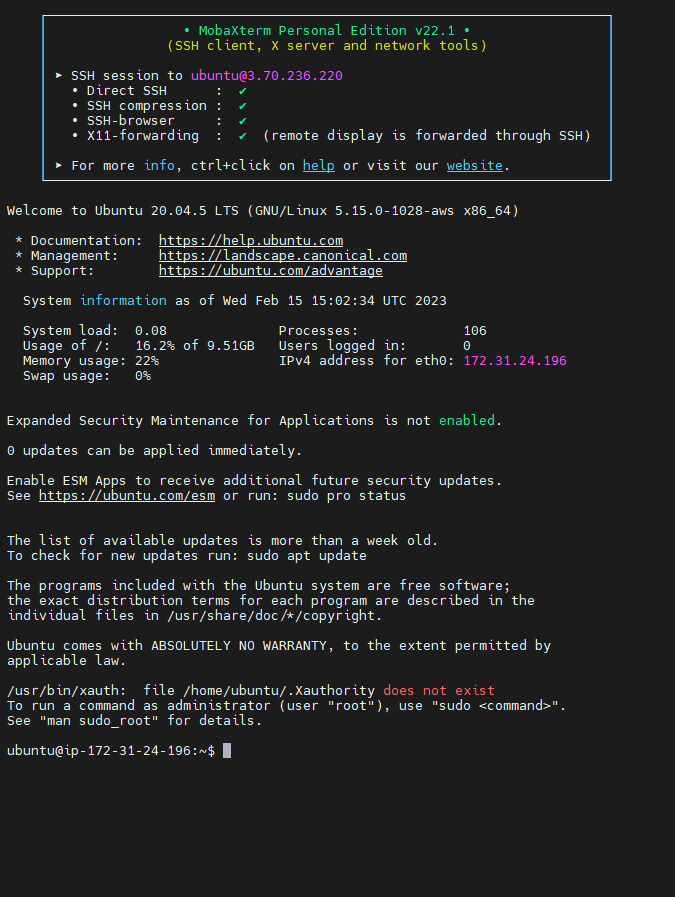 • MobaXterm Personal Edition v22.1 •
(SSH client, X server and network tools)
➤ SSH session to ubuntu@3.70.236.220
• Direct SSH : ✔
• SSH compression : ✔
• SSH-browser : ✔
• X11-forwarding : ✔ (remote display is forwarded through SSH)
➤ For more info, ctrl+click on help or visit our website.
Welcome to Ubuntu 20.04.5 LTS (GNU/Linux 5.15.0-1028-aws x86_64)
* Documentation: https://help.ubuntu.com
* Management: https://landscape.canonical.com
* Support: https://ubuntu.com/advantage
System information as of Wed Feb 15 15:02:34 UTC 2023
System load: 0.08 Processes: 106
Usage of /: 16.2% of 9.51GB Users logged in: 0
Memory usage: 22% IPv4 address for eth0: 172.31.24.196
Swap usage: 0%
Expanded Security Maintenance for Applications is not enabled.
0 updates can be applied immediately.
Enable ESM Apps to receive additional future security updates.
See https://ubuntu.com/esm or run: sudo pro status
The list of available updates is more than a week old.
To check for new updates run: sudo apt update
The programs included with the Ubuntu system are free software;
the exact distribution terms for each program are described in the
individual files in /usr/share/doc/*/copyright.
Ubuntu comes with ABSOLUTELY NO WARRANTY, to the extent permitted by
applicable law.
/usr/bin/xauth: file /home/ubuntu/.Xauthority does not exist
To run a command as administrator (user "root"), use "sudo <command>".
See "man sudo_root" for details.
ubuntu@ip-172-31-24-196:~$